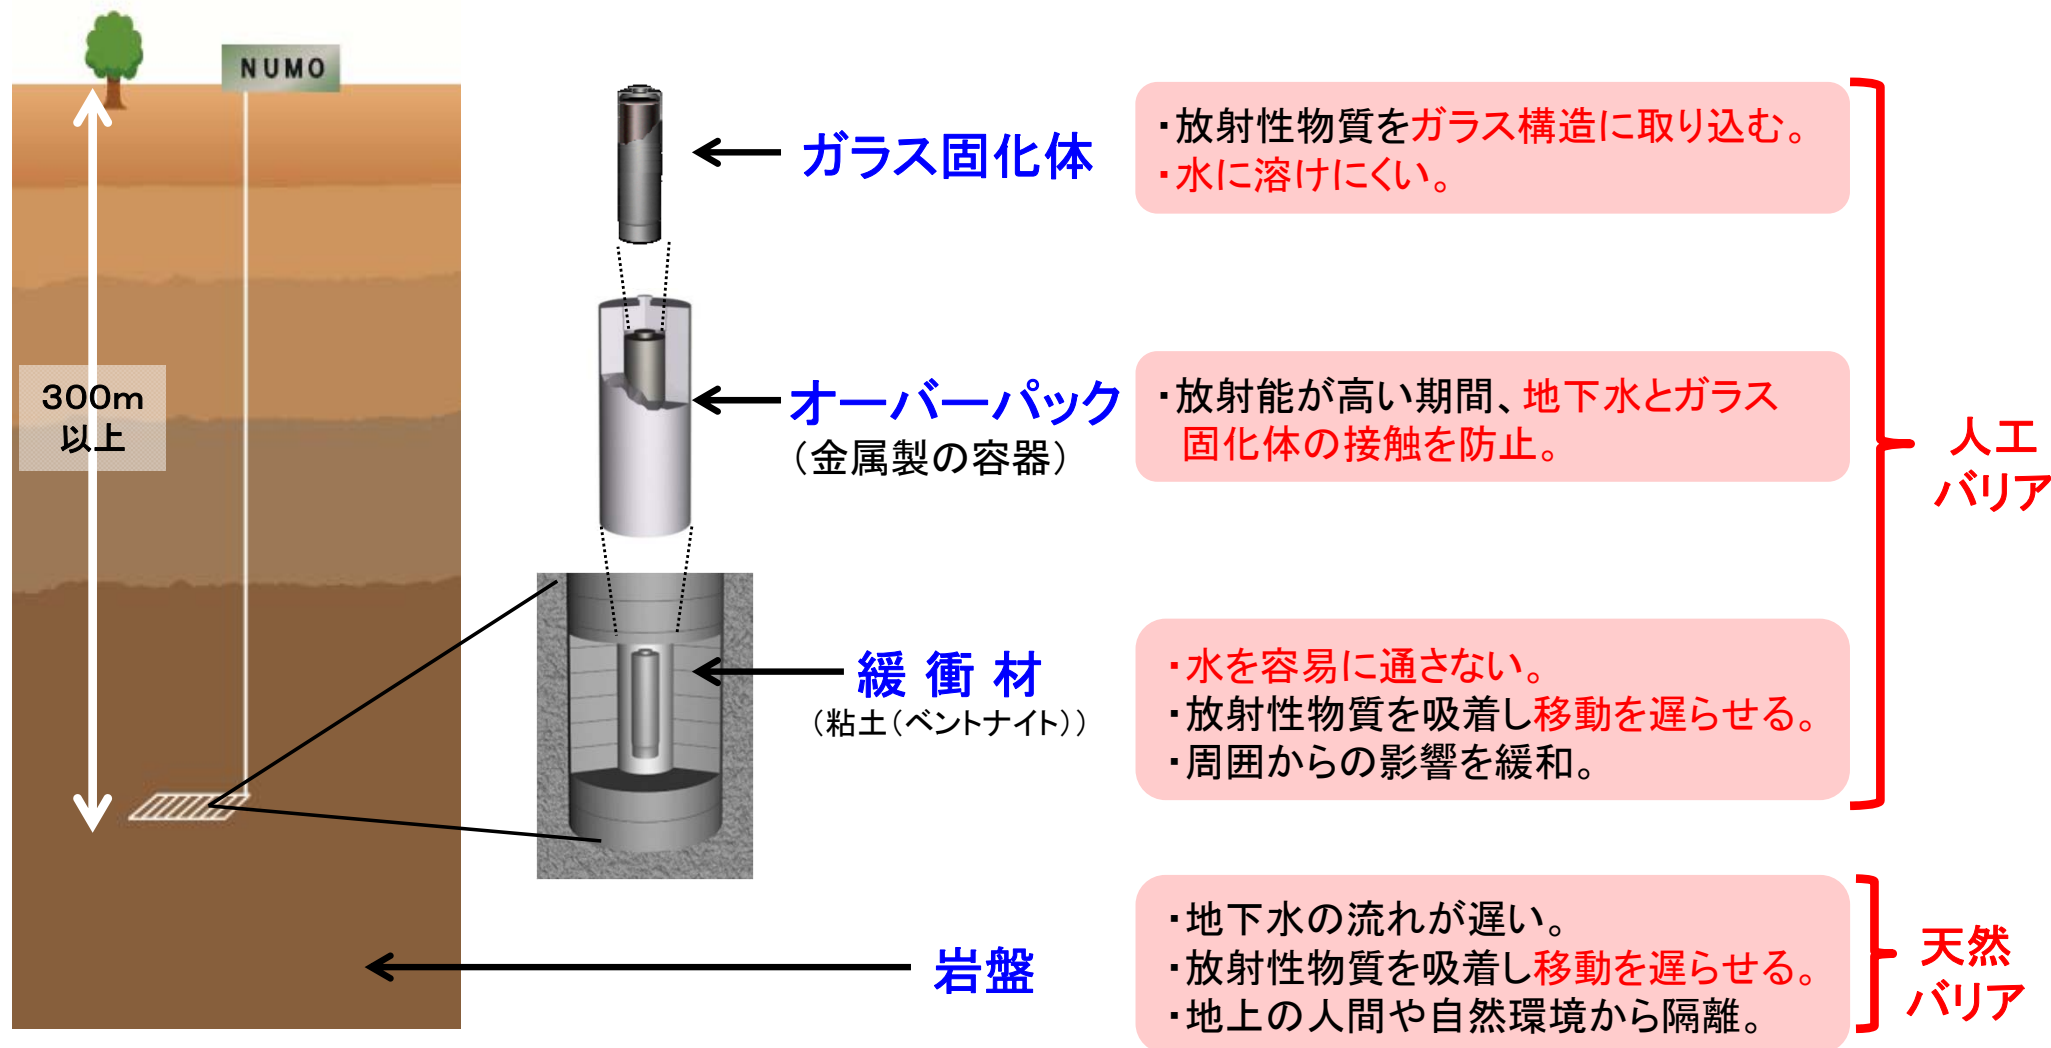 NUMO
300m
以上
ガラス固化体
・放射性物質をガラス構造に取り込む。
・水に溶けにくい。
オーバーパック
（金属製の容器）
・放射能が高い期間、地下水とガラス
固化体の接触を防止。
人工
バリア
緩衝材
（粘土（ベントナイト））
・水を容易に通さない。
・放射性物質を吸着し移動を遅らせる。
・周囲からの影響を緩和。
岩盤
・地下水の流れが遅い。
・放射性物質を吸着し移動を遅らせる。
・地上の人間や自然環境から隔離。
天然
バリア